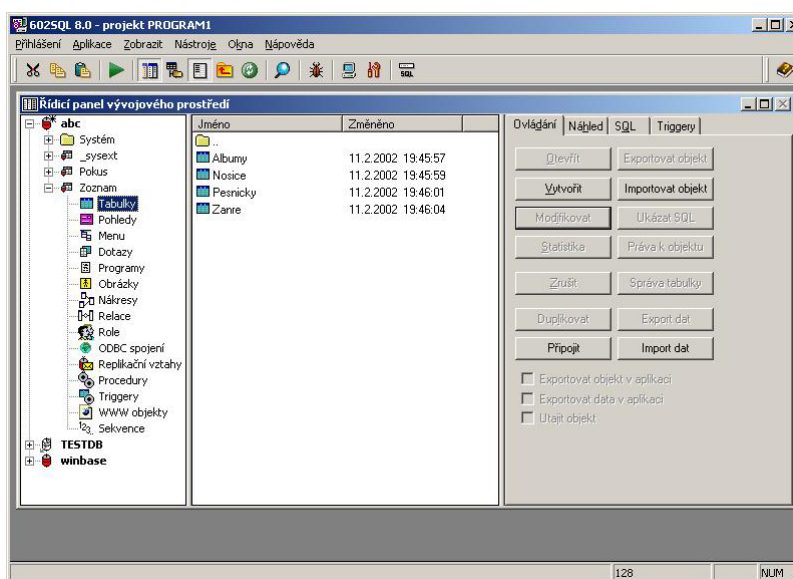 602SQL 8.0 - projekt PROGRAM1
Přihlášení Aplikace Zobrazit Nástroje Okna Nápověda
SQL
Řídicí panel vývojového prostředí
abc
Systém
_sysext
Pokus
Zoznam
Tabulky
Pohledy
Menu
Dotazy
Programy
Obrázky
Nákresy
Relace
Role
ODBC spojení
Replikační vztahy
Procedury
Triggery
WWW objekty
Sekvence
TESTDB
winbase
Jméno Změněno
..
Albumy 11.2.2002 19:45:57
Nosice 11.2.2002 19:45:59
Pesnicky 11.2.2002 19:46:01
Zanre 11.2.2002 19:46:04
Ovládání Náhled SQL Triggery
Otevřít Exportovat objekt
Vytvořit Importovat objekt
Modifikovat Ukázat SQL
Statistika Práva k objektu
Zrušit Správa tabulky
Duplikovat Export dat
Připojit Import dat
Exportovat objekt v aplikaci
Exportovat data v aplikaci
Utajit objekt
128 NUM